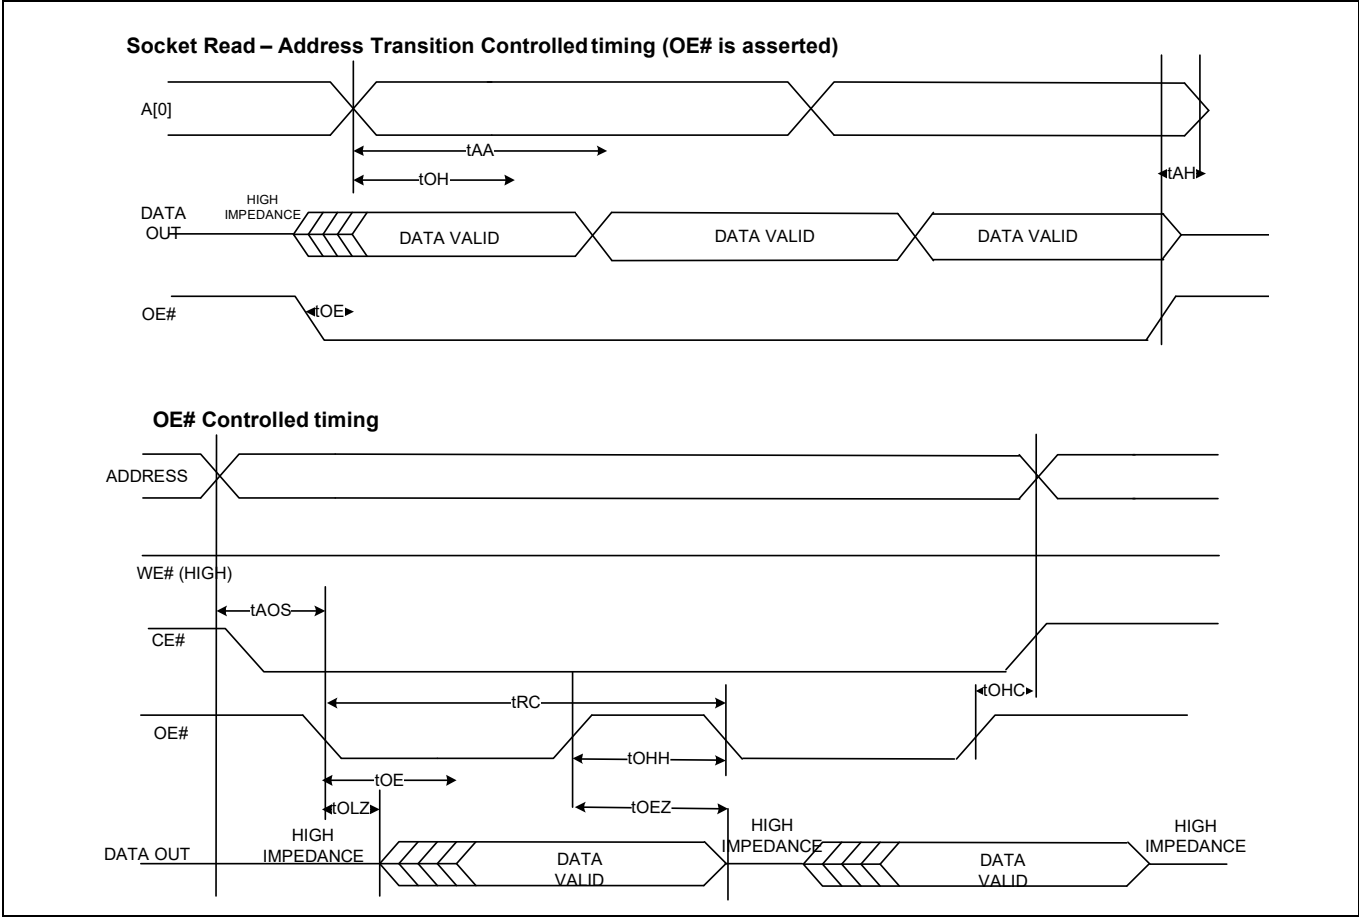 Socket Read – Address Transition Controlled timing (OE# is asserted)
A[0]
tAA
tOH
tAH
HIGH
IMPEDANCE
DATA
OUT
DATA VALID
DATA VALID
DATA VALID
OE#
tOE
OE# Controlled timing
ADDRESS
WE# (HIGH)
tAOS
CE#
tOHC
tRC
OE#
tOHH
tOE
tOLZ
tOEZ
HIGH
IMPEDANCE
HIGH
IMPEDANCE
HIGH
IMPEDANCE
DATA OUT
DATA
VALID
DATA
VALID